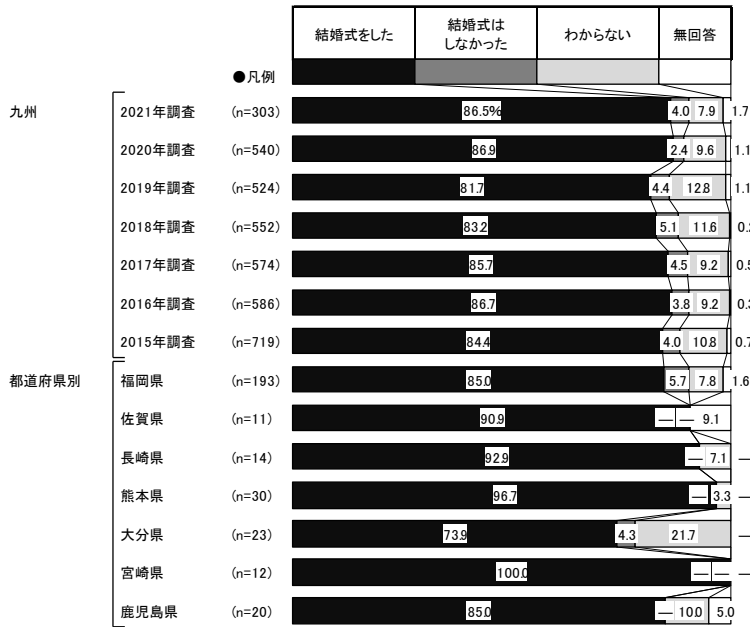 結婚式をした 結婚式は しなかった わからない 無回答
●凡例
九州 2021年調査 (n=303) 86.5% 4.0 7.9 1.7
2020年調査 (n=540) 86.9 2.4 9.6 1.1
2019年調査 (n=524) 81.7 4.4 12.8 1.1
2018年調査 (n=552) 83.2 5.1 11.6
2017年調査 (n=574) 85.7 4.5 9.2 0.5
2016年調査 (n=586) 86.7 3.8 9.2 0.3
2015年調査 (n=719) 84.4 4.0 10.8 0.7
都道府県別 福岡県 (n=193) 85.0 5.7 7.8 1.6
佐賀県 (n=11) 90.9 — — 9.1
長崎県 (n=14) 92.9 — 7.1 —
熊本県 (n=30) 96.7 — 3.3 —
大分県 (n=23) 73.9 4.3 21.7 —
宮崎県 (n=12) 100.0 — — —
鹿児島県 (n=20) 85.0 — 10.0 5.0